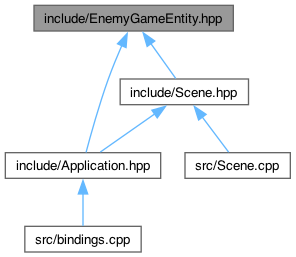 include/EnemyGameEntity.hpp
include/Scene.hpp
include/Application.hpp
src/Scene.cpp
src/bindings.cpp